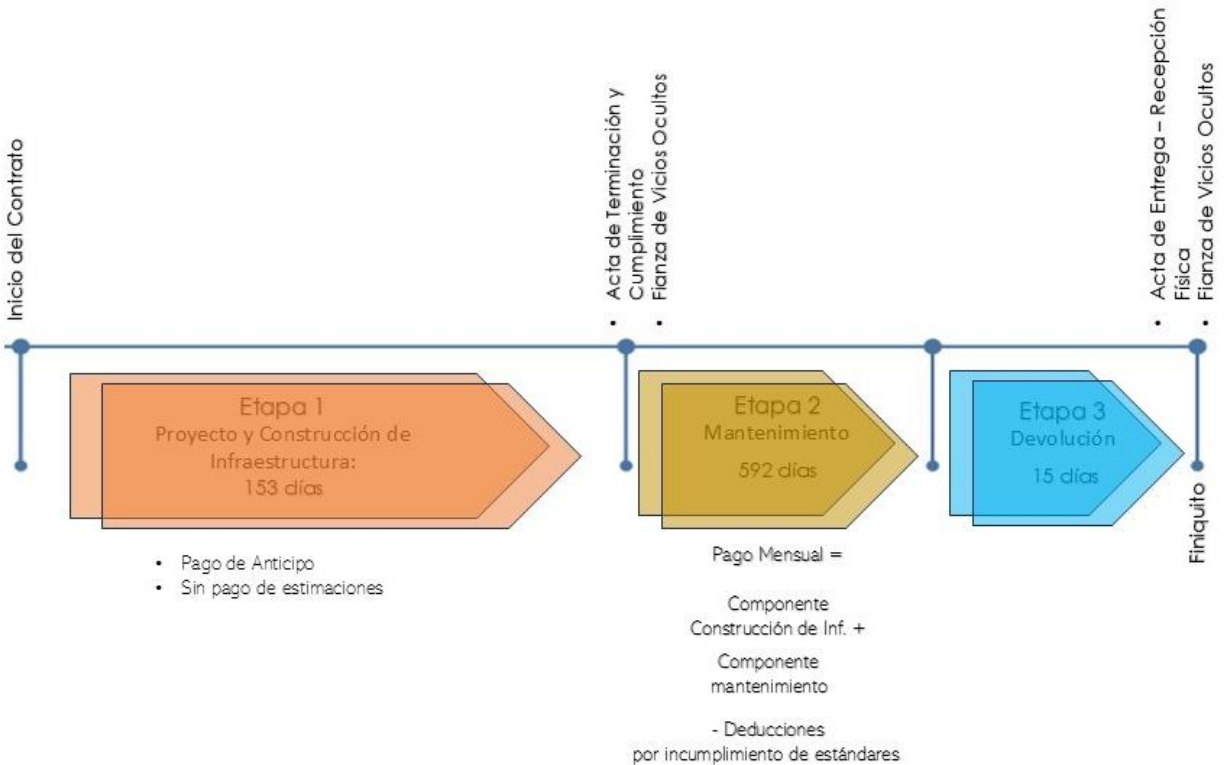 Inicio del Contrato
• Acta de Terminación y
Cumplimiento
• Fianza de Vicios Ocultos
• Acta de Entrega – Recepción
Física
• Fianza de Vicios Ocultos
Etapa 1
Proyecto y Construcción de
Infraestructura:
153 días
Etapa 2
Mantenimiento
592 días
Etapa 3
Devolución
15 días
Finiquito
• Pago de Anticipo
• Sin pago de estimaciones
Pago Mensual =
Componente
Construcción de Inf. +
Componente
mantenimiento
- Deducciones
por incumplimiento de estándares